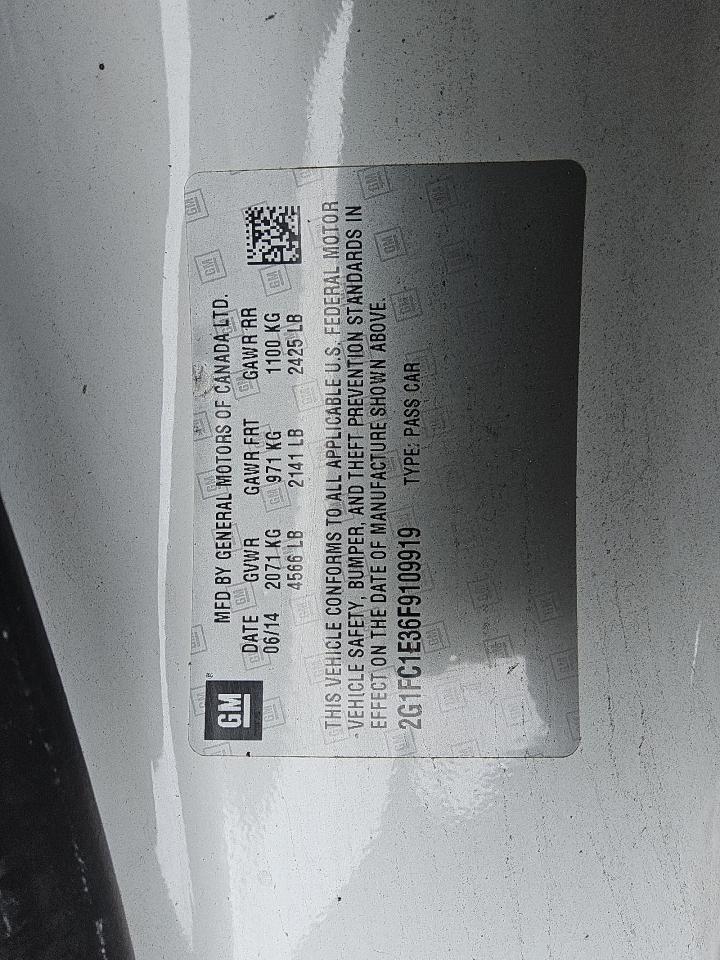 GM
MFD BY GENERAL MOTORS OF CANADA LTD.
DATE GVWR GAWR FRT GAWR RR
06/14 2071 KG 971 KG 1100 KG
4566 LB 2141 LB 2425 LB
THIS VEHICLE CONFORMS TO ALL APPLICABLE U.S. FEDERAL MOTOR
VEHICLE SAFETY, BUMPER, AND THEFT PREVENTION STANDARDS IN
EFFECT ON THE DATE OF MANUFACTURE SHOWN ABOVE.
2G1FC1E36F9109919 TYPE: PASS CAR